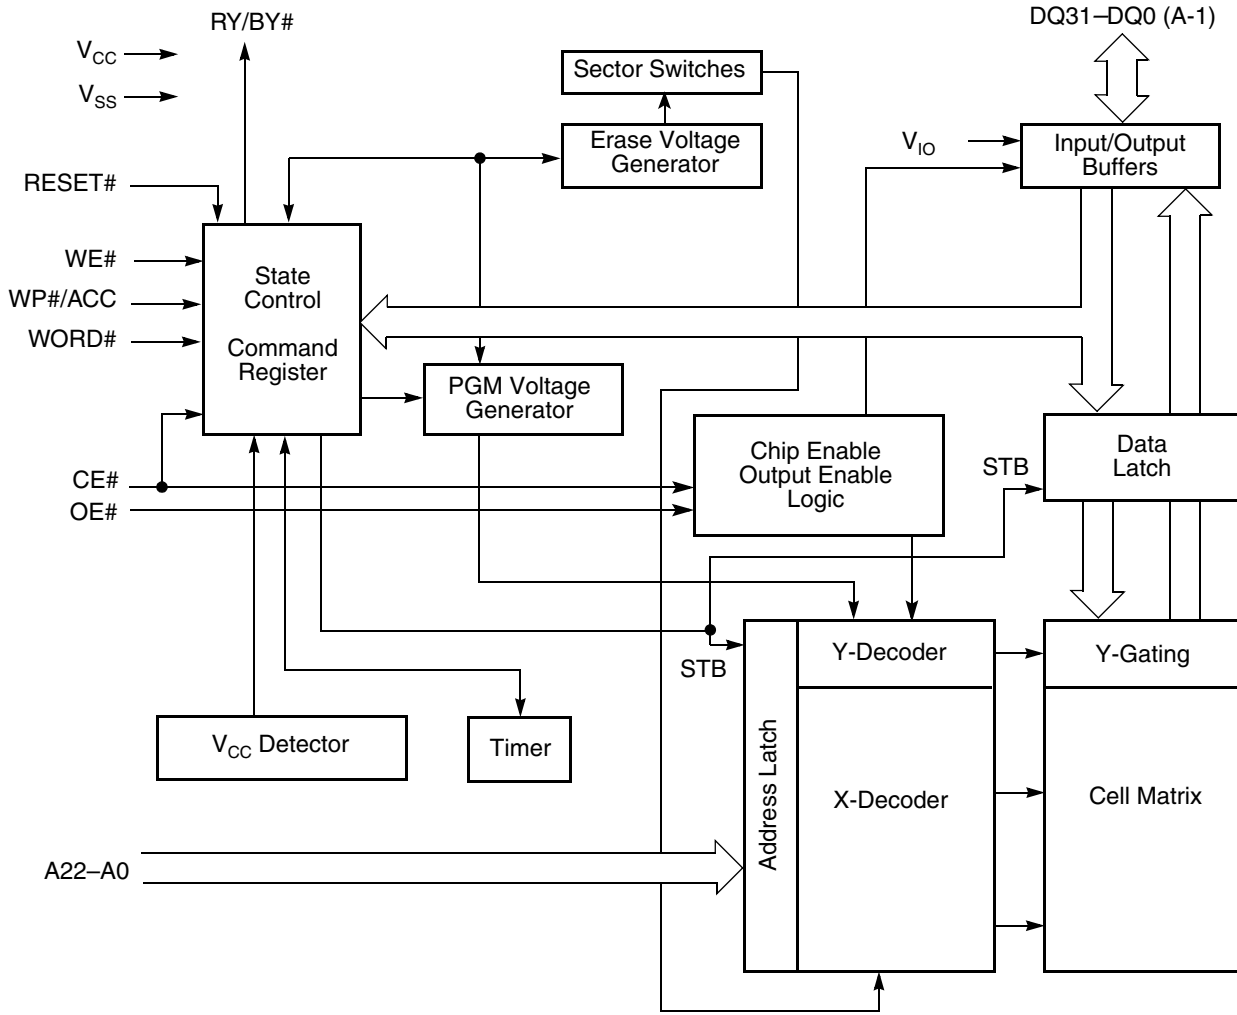 RY/BY#
DQ31–DQ0 (A-1)
VCC
VSS
Sector Switches
Erase Voltage
Generator
VIO
Input/Output
Buffers
RESET#
WE#
WP#/ACC
WORD#
State
Control
Command
Register
PGM Voltage
Generator
Chip Enable
Output Enable
Logic
STB
Data
Latch
CE#
OE#
STB
Y-Decoder
Y-Gating
VCC Detector
Timer
Address Latch
X-Decoder
Cell Matrix
A22–A0